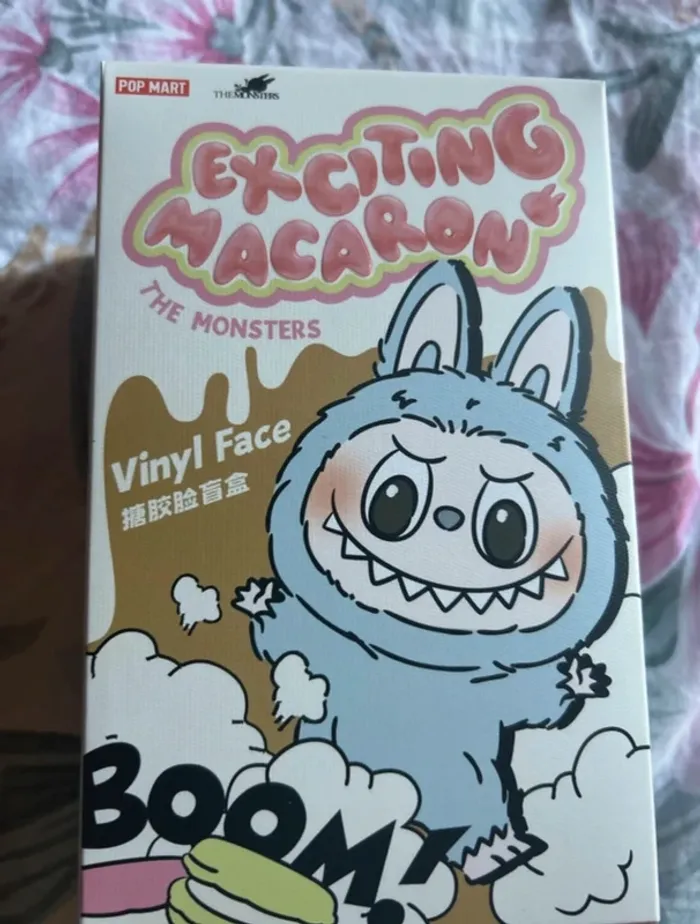 POP MART
THE MONSTERS
EXCITING
MACARON
THE MONSTERS
Vinyl Face
搪胶脸盲盒
BOOM!